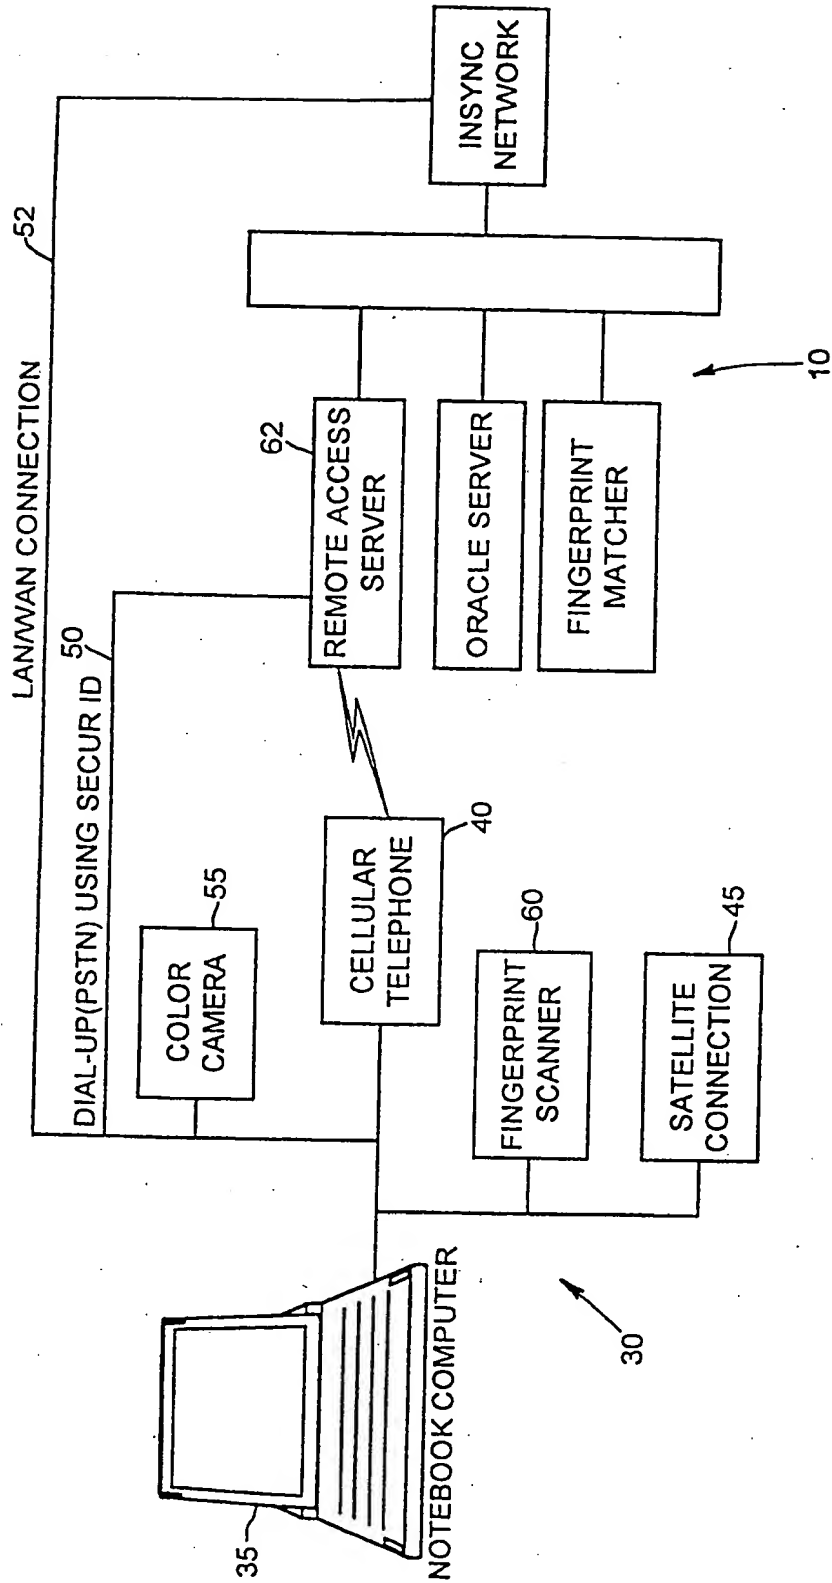 LAN/WAN CONNECTION
52
DIAL-UP(PSTN) USING SECUR ID
50
COLOR
CAMERA
55
62
REMOTE ACCESS
SERVER
INSYNC
NETWORK
CELLULAR
TELEPHONE
40
ORACLE SERVER
FINGERPRINT
MATCHER
10
35
NOTEBOOK COMPUTER
FINGERPRINT
SCANNER
60
SATELLITE
CONNECTION
45
30